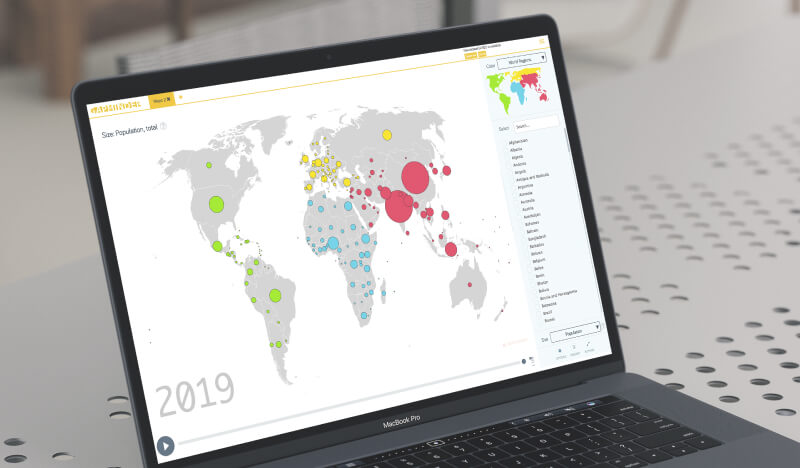 GAPMINDER
Size: Population, total
Color
World Regions
Select
Search...
Afghanistan
Albania
Algeria
Andorra
Angola
Antigua and Barbuda
Argentina
Armenia
Australia
Austria
Azerbaijan
Bahamas
Bahrain
Bangladesh
Barbados
Belarus
Belgium
Belize
Benin
Bhutan
Bolivia
Bosnia and Herzegovina
Botswana
Brazil
Brunei
Size
Population
2019
MacBook Pro